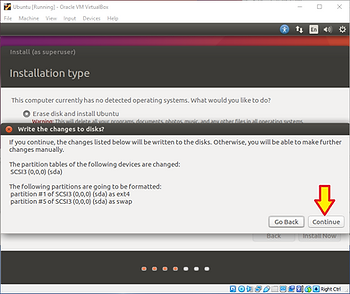 Ubuntu [Running] - Oracle VM VirtualBox
File Machine View Input Devices Help
En
Install (as superuser)
Installation type
This computer currently has no detected operating systems. What would you like to do?
Erase disk and install Ubuntu
Warning: This will delete all your programs, documents, photos, music, and any other files in all operating systems.
Write the changes to disks?
If you continue, the changes listed below will be written to the disks. Otherwise, you will be able to make further
changes manually.
The partition tables of the following devices are changed:
SCSI3 (0,0,0) (sda)
The following partitions are going to be formatted:
partition #1 of SCSI3 (0,0,0) (sda) as ext4
partition #5 of SCSI3 (0,0,0) (sda) as swap
Go Back Continue
Back Install Now
Right Ctrl